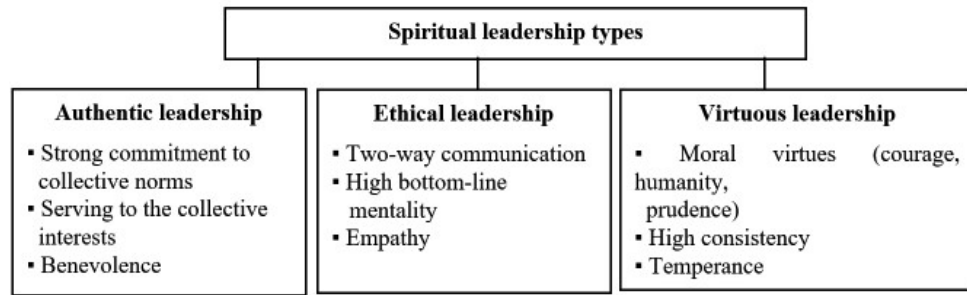 Spiritual leadership types
Authentic leadership
▪ Strong commitment to
collective norms
▪ Serving to the collective
interests
▪ Benevolence
Ethical leadership
▪ Two-way communication
▪ High bottom-line
mentality
▪ Empathy
Virtuous leadership
▪ Moral virtues (courage,
humanity,
prudence)
▪ High consistency
▪ Temperance